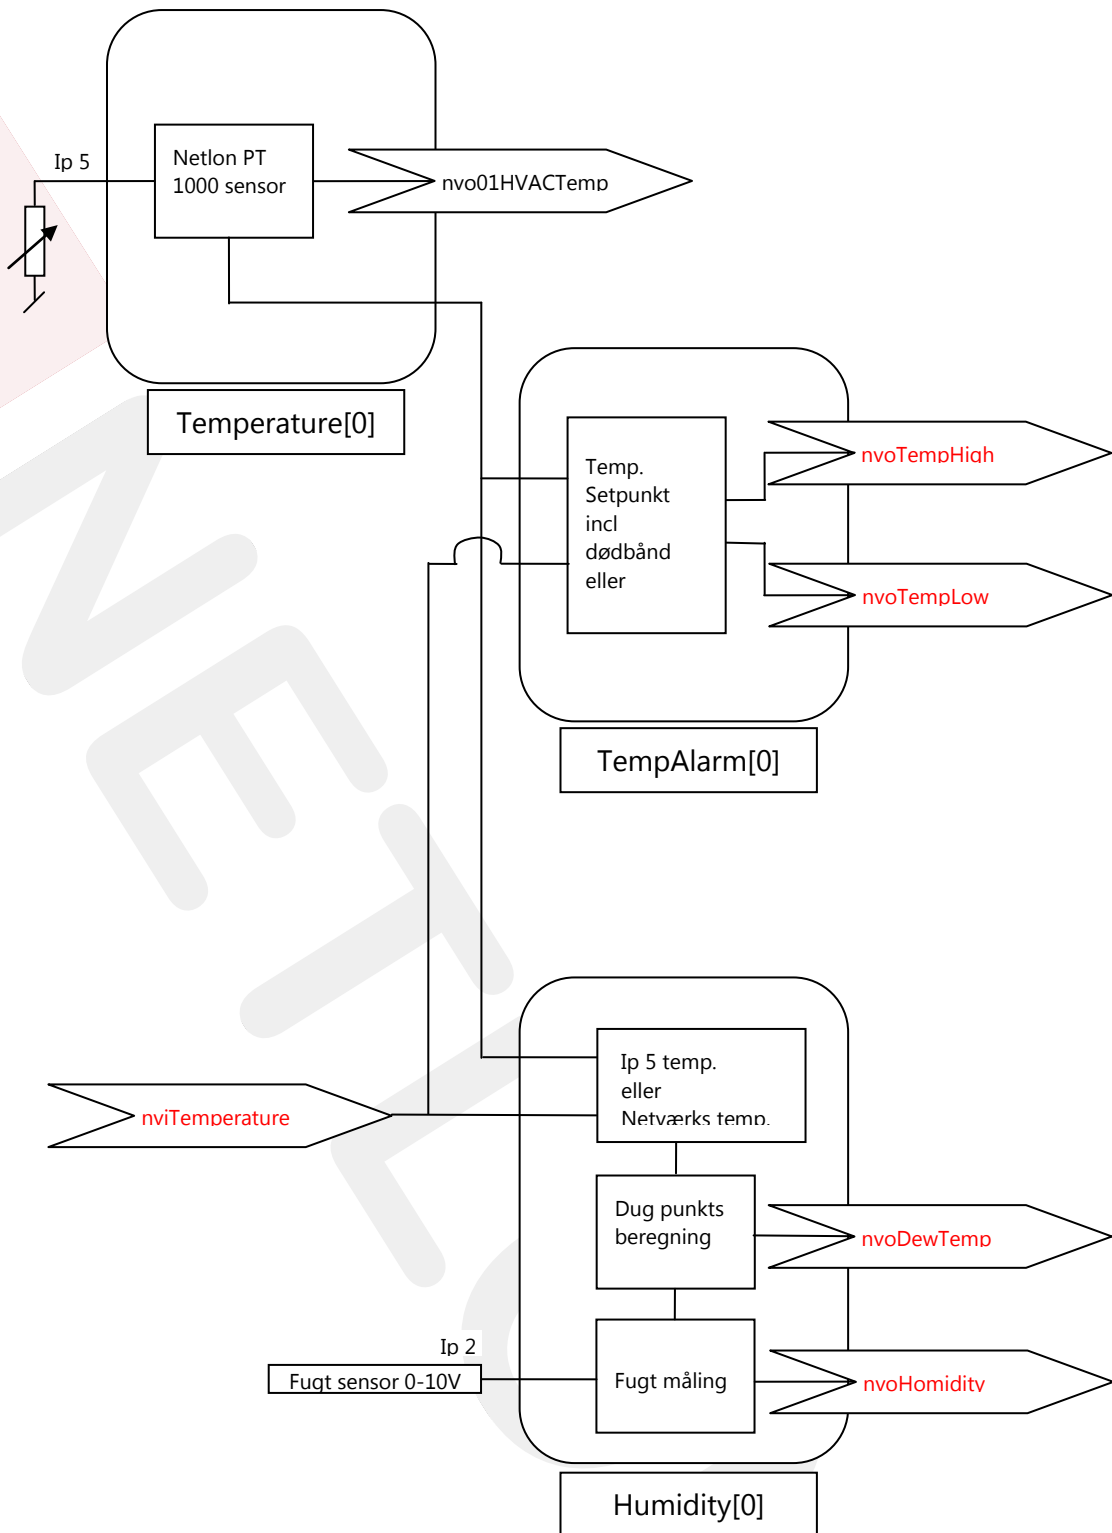 Ip 5
Netlon PT
1000 sensor
nvo01HVACTemp
Temperature[0]
Temp.
Setpunkt
incl
dødbånd
eller
nvoTempHigh
nvoTempLow
TempAlarm[0]
Ip 5 temp.
eller
Netværks temp.
nviTemperature
Dug punkts
beregning
nvoDewTemp
Ip 2
Fugt sensor 0-10V
Fugt måling
nvoHomidity
Humidity[0]
NETLO